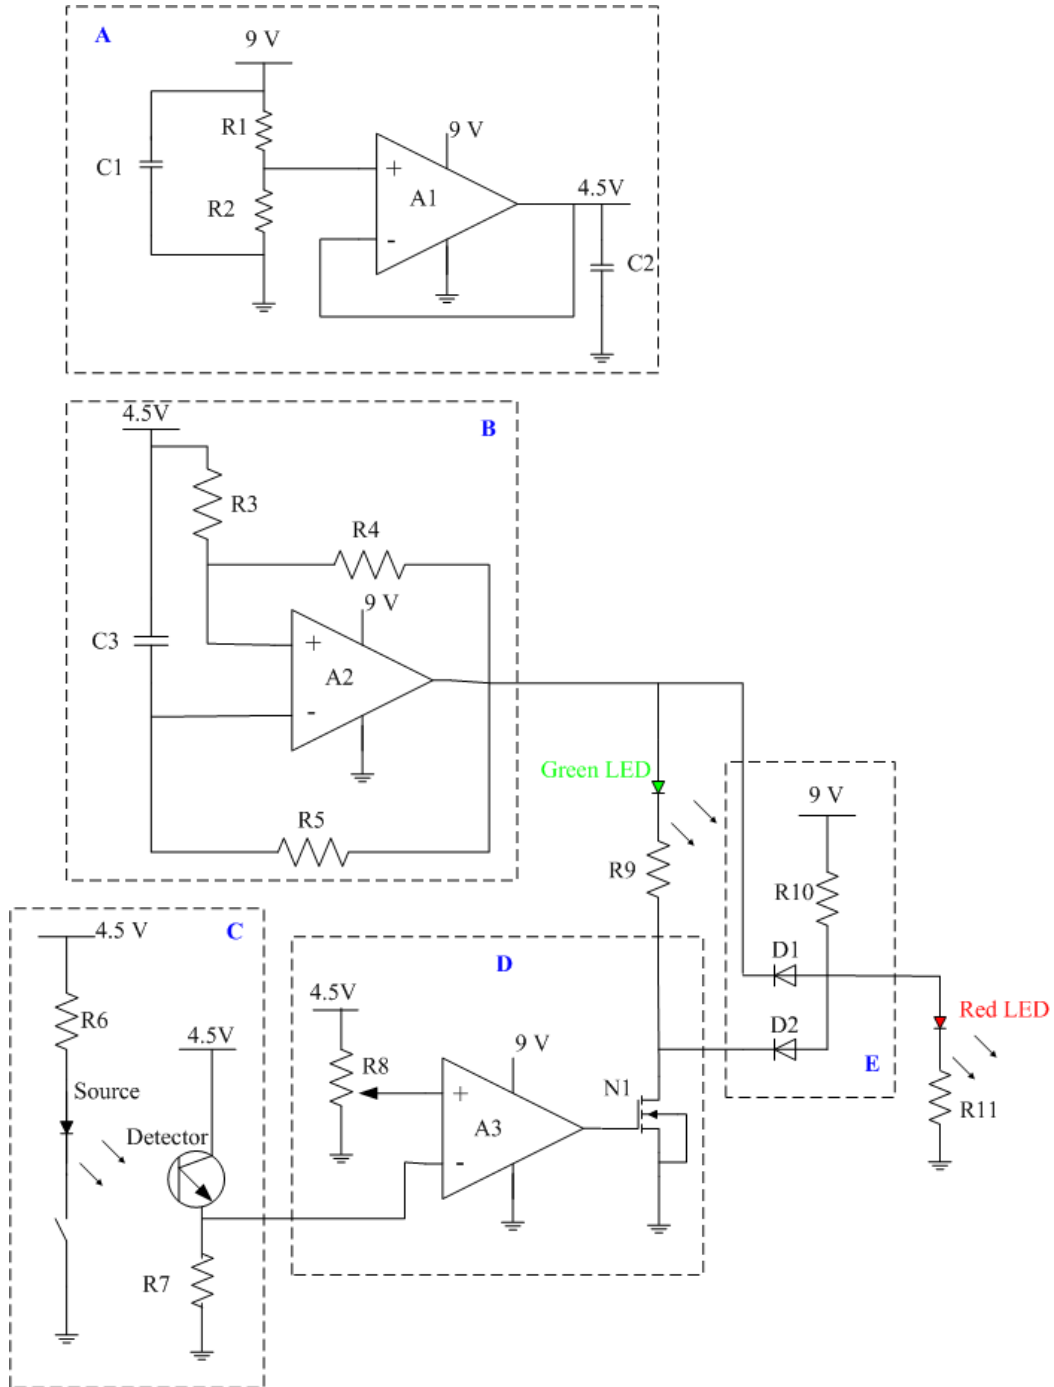 A
9 V
R1
C1
R2
+
9 V
A1
-
4.5V
C2
4.5V
B
R3
R4
9 V
C3
+
A2
-
R5
Green LED
R9
9 V
R10
D1
D2
E
Red LED
R11
4.5 V
C
R6
4.5V
Source
Detector
R7
D
4.5V
R8
9 V
+
A3
-
N1